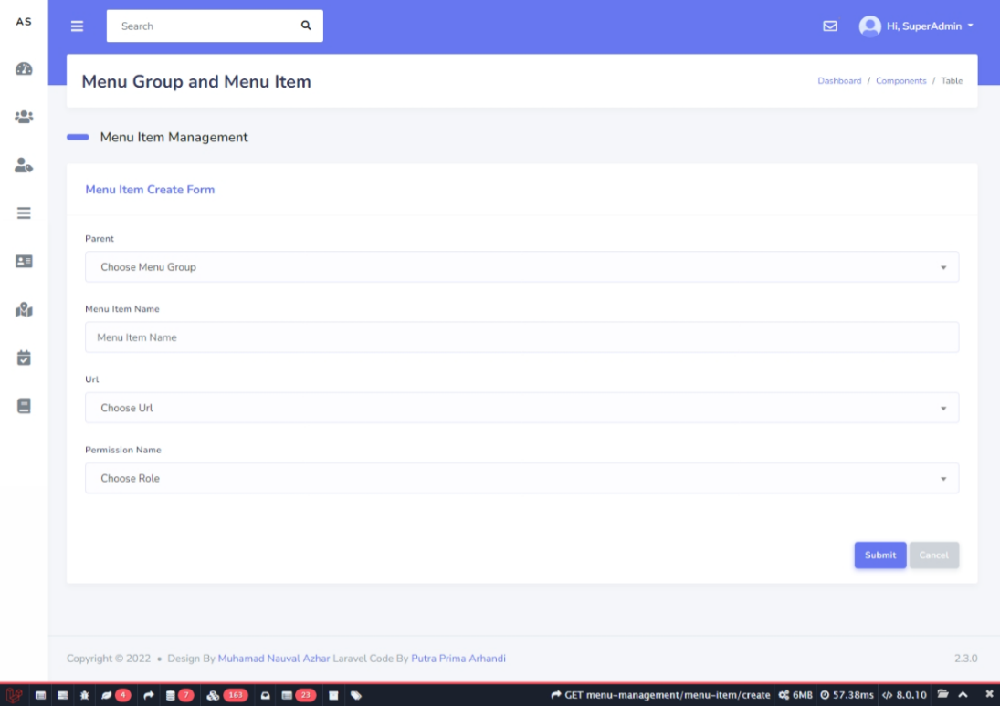 AS
Search
Hi, SuperAdmin
Menu Group and Menu Item
Dashboard / Components / Table
Menu Item Management
Menu Item Create Form
Parent
Choose Menu Group
Menu Item Name
Menu Item Name
Url
Choose Url
Permission Name
Choose Role
Submit Cancel
Copyright © 2022 • Design By Muhamad Nauval Azhar Laravel Code By Putra Prima Arhandi
2.3.0
4 7 163 23 GET menu-management/menu-item/create 6MB 57.38ms </> 8.0.10